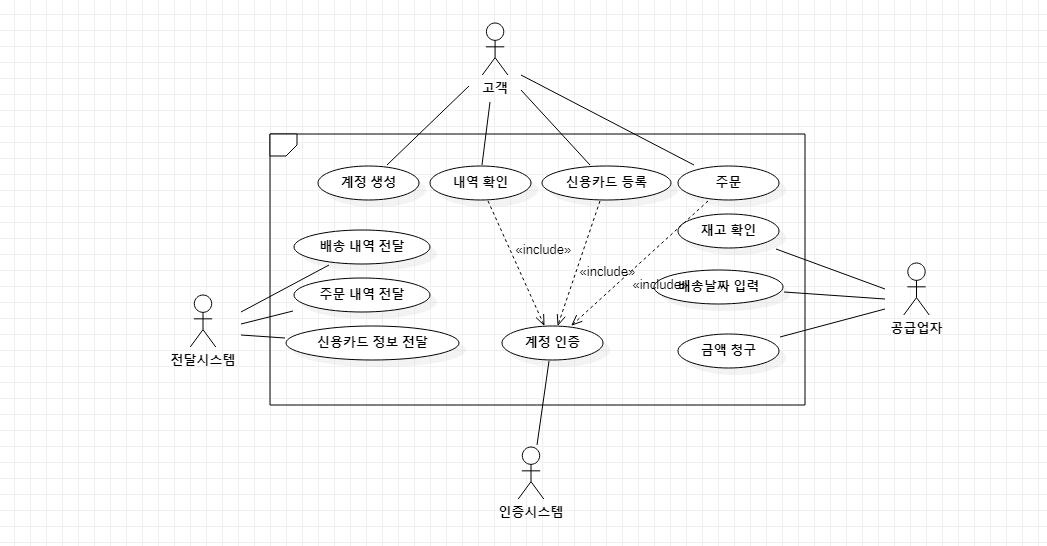 고객
계정 생성
내역 확인
신용카드 등록
주문
재고 확인
배송 내역 전달
«include»
«include»
«include»
배송날짜 입력
주문 내역 전달
공급업자
신용카드 정보 전달
계정 인증
금액 청구
전달시스템
인증시스템